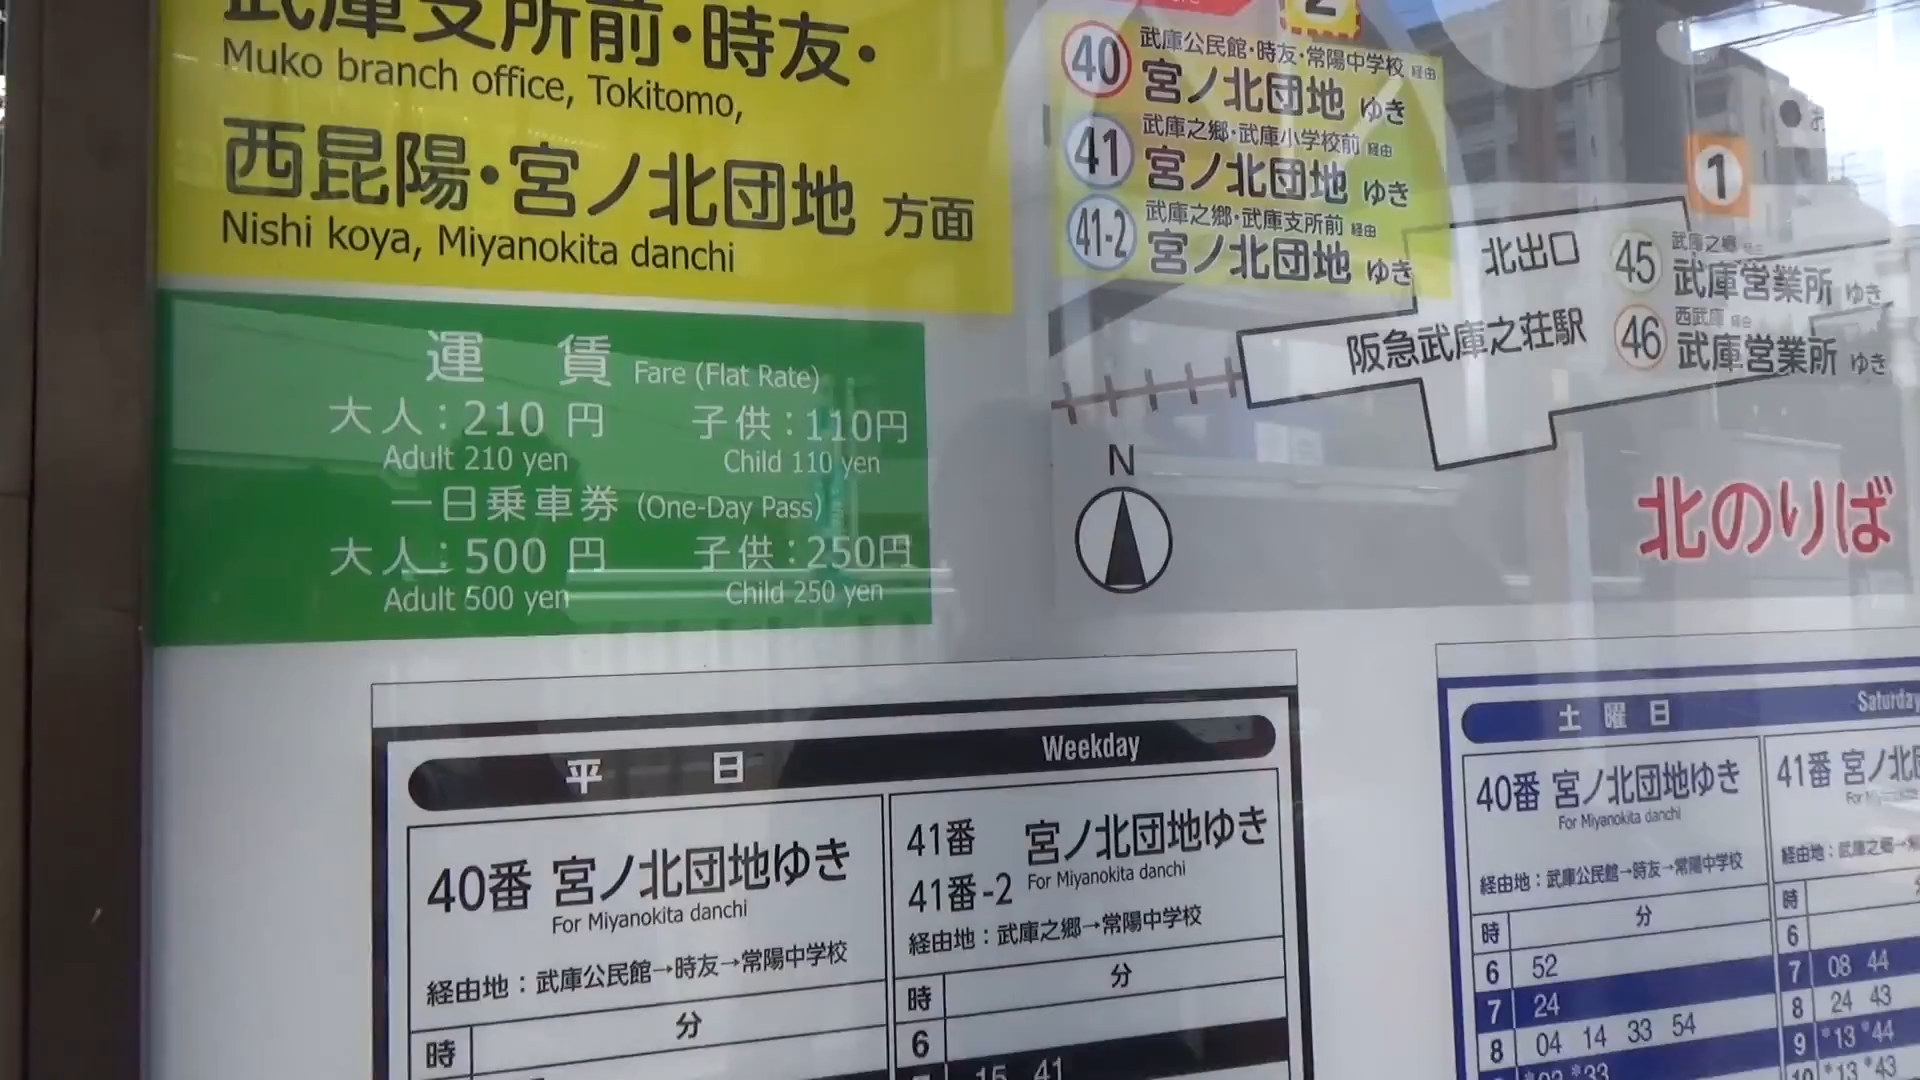 武庫支所前・時友・
Muko branch office, Tokitomo,
西昆陽・宮ノ北団地 方面
Nishi koya, Miyanokita danchi
運賃 Fare (Flat Rate)
大人：210 円 子供：110円
Adult 210 yen Child 110 yen
一日乗車券 (One-Day Pass)
大人：500 円 子供：250円
Adult 500 yen Child 250 yen
2
40 武庫公民館・時友・常陽中学校 経由
宮ノ北団地 ゆき
41 武庫之郷・武庫小学校前 経由
宮ノ北団地 ゆき
41-2 武庫之郷・武庫支所前 経由
宮ノ北団地 ゆき
1
北出口
阪急武庫之荘駅
45 武庫之郷 経由
武庫営業所 ゆき
46 西武庫 経由
武庫営業所 ゆき
N
北のりば
平日 Weekday
40番 宮ノ北団地ゆき
For Miyanokita danchi
経由地：武庫公民館→時友→常陽中学校
時 分
41番 宮ノ北団地ゆき
41番-2 For Miyanokita danchi
経由地：武庫之郷→常陽中学校
時 分
6
15 41
土曜日 Saturday
40番 宮ノ北団地ゆき
For Miyanokita danchi
経由地：武庫公民館→時友→常陽中学校
時 分
6 52
7 24
8 04 14 33 54
*33
41番 宮ノ北団
経由地：武庫之郷→
時
6
7 08 44
8 24 43
9 *13 *44
10 *13 *43